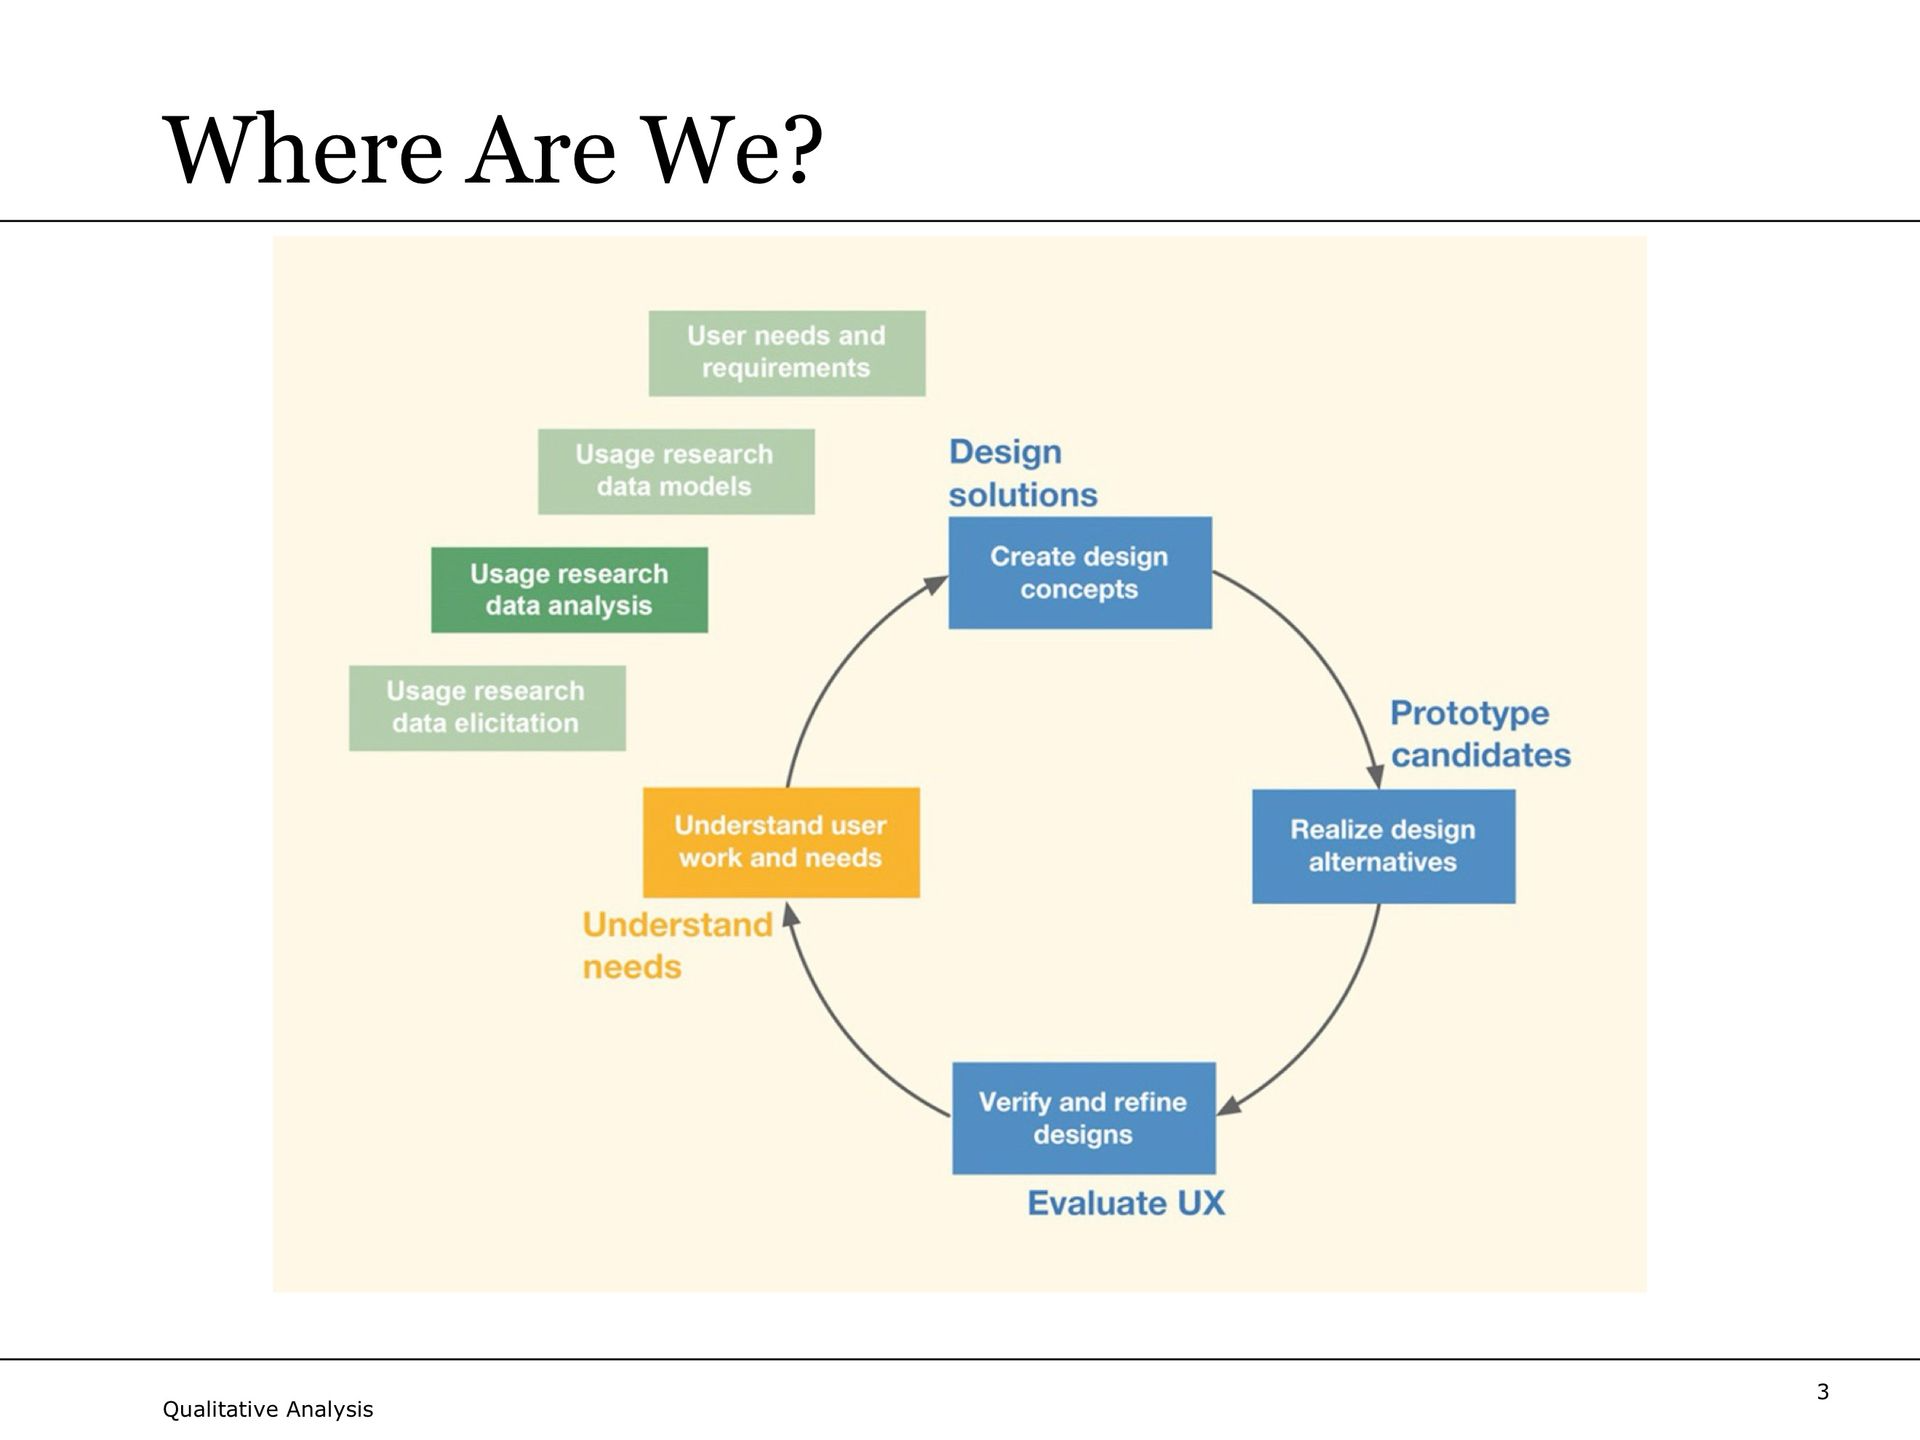 Where Are We?
User needs and
requirements
Usage research
data models
Usage research
data analysis
Usage research
data elicitation
Design
solutions
Create design
concepts
Prototype
candidates
Realize design
alternatives
Understand user
work and needs
Understand
needs
Verify and refine
designs
Evaluate UX
Qualitative Analysis
3